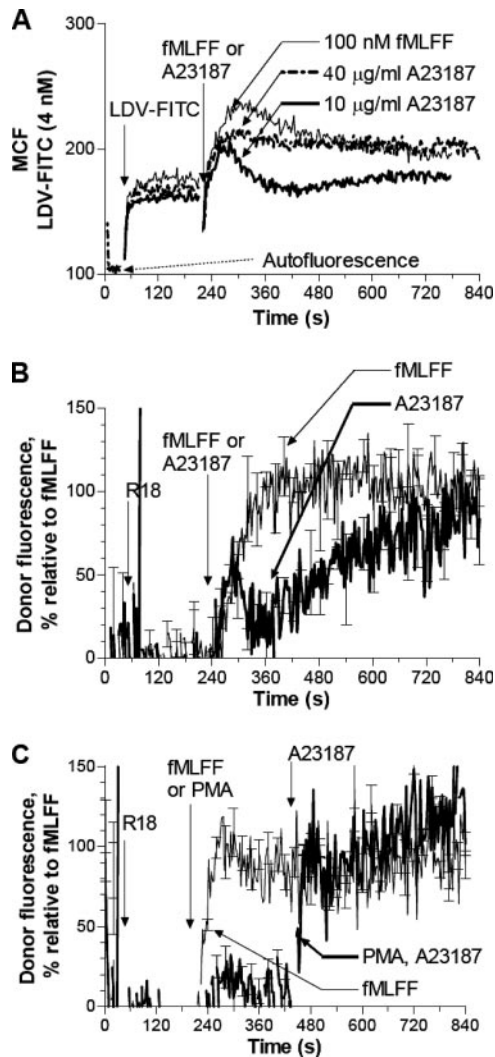 A
300
fMLFF or
A23187
100 nM fMLFF
40 µg/ml A23187
10 µg/ml A23187
LDV-FITC
MCF
LDV-FITC (4 nM)
200
Autofluorescence
100
0 120 240 360 480 600 720 840
Time (s)
B
fMLFF
A23187
150
fMLFF or
A23187
R18
Donor fluorescence,
% relative to fMLFF
100
50
0
0 120 240 360 480 600 720 840
Time (s)
C
fMLFF
or PMA
A23187
150
R18
Donor fluorescence,
% relative to fMLFF
100
50
PMA, A23187
fMLFF
0
0 120 240 360 480 600 720 840
Time (s)